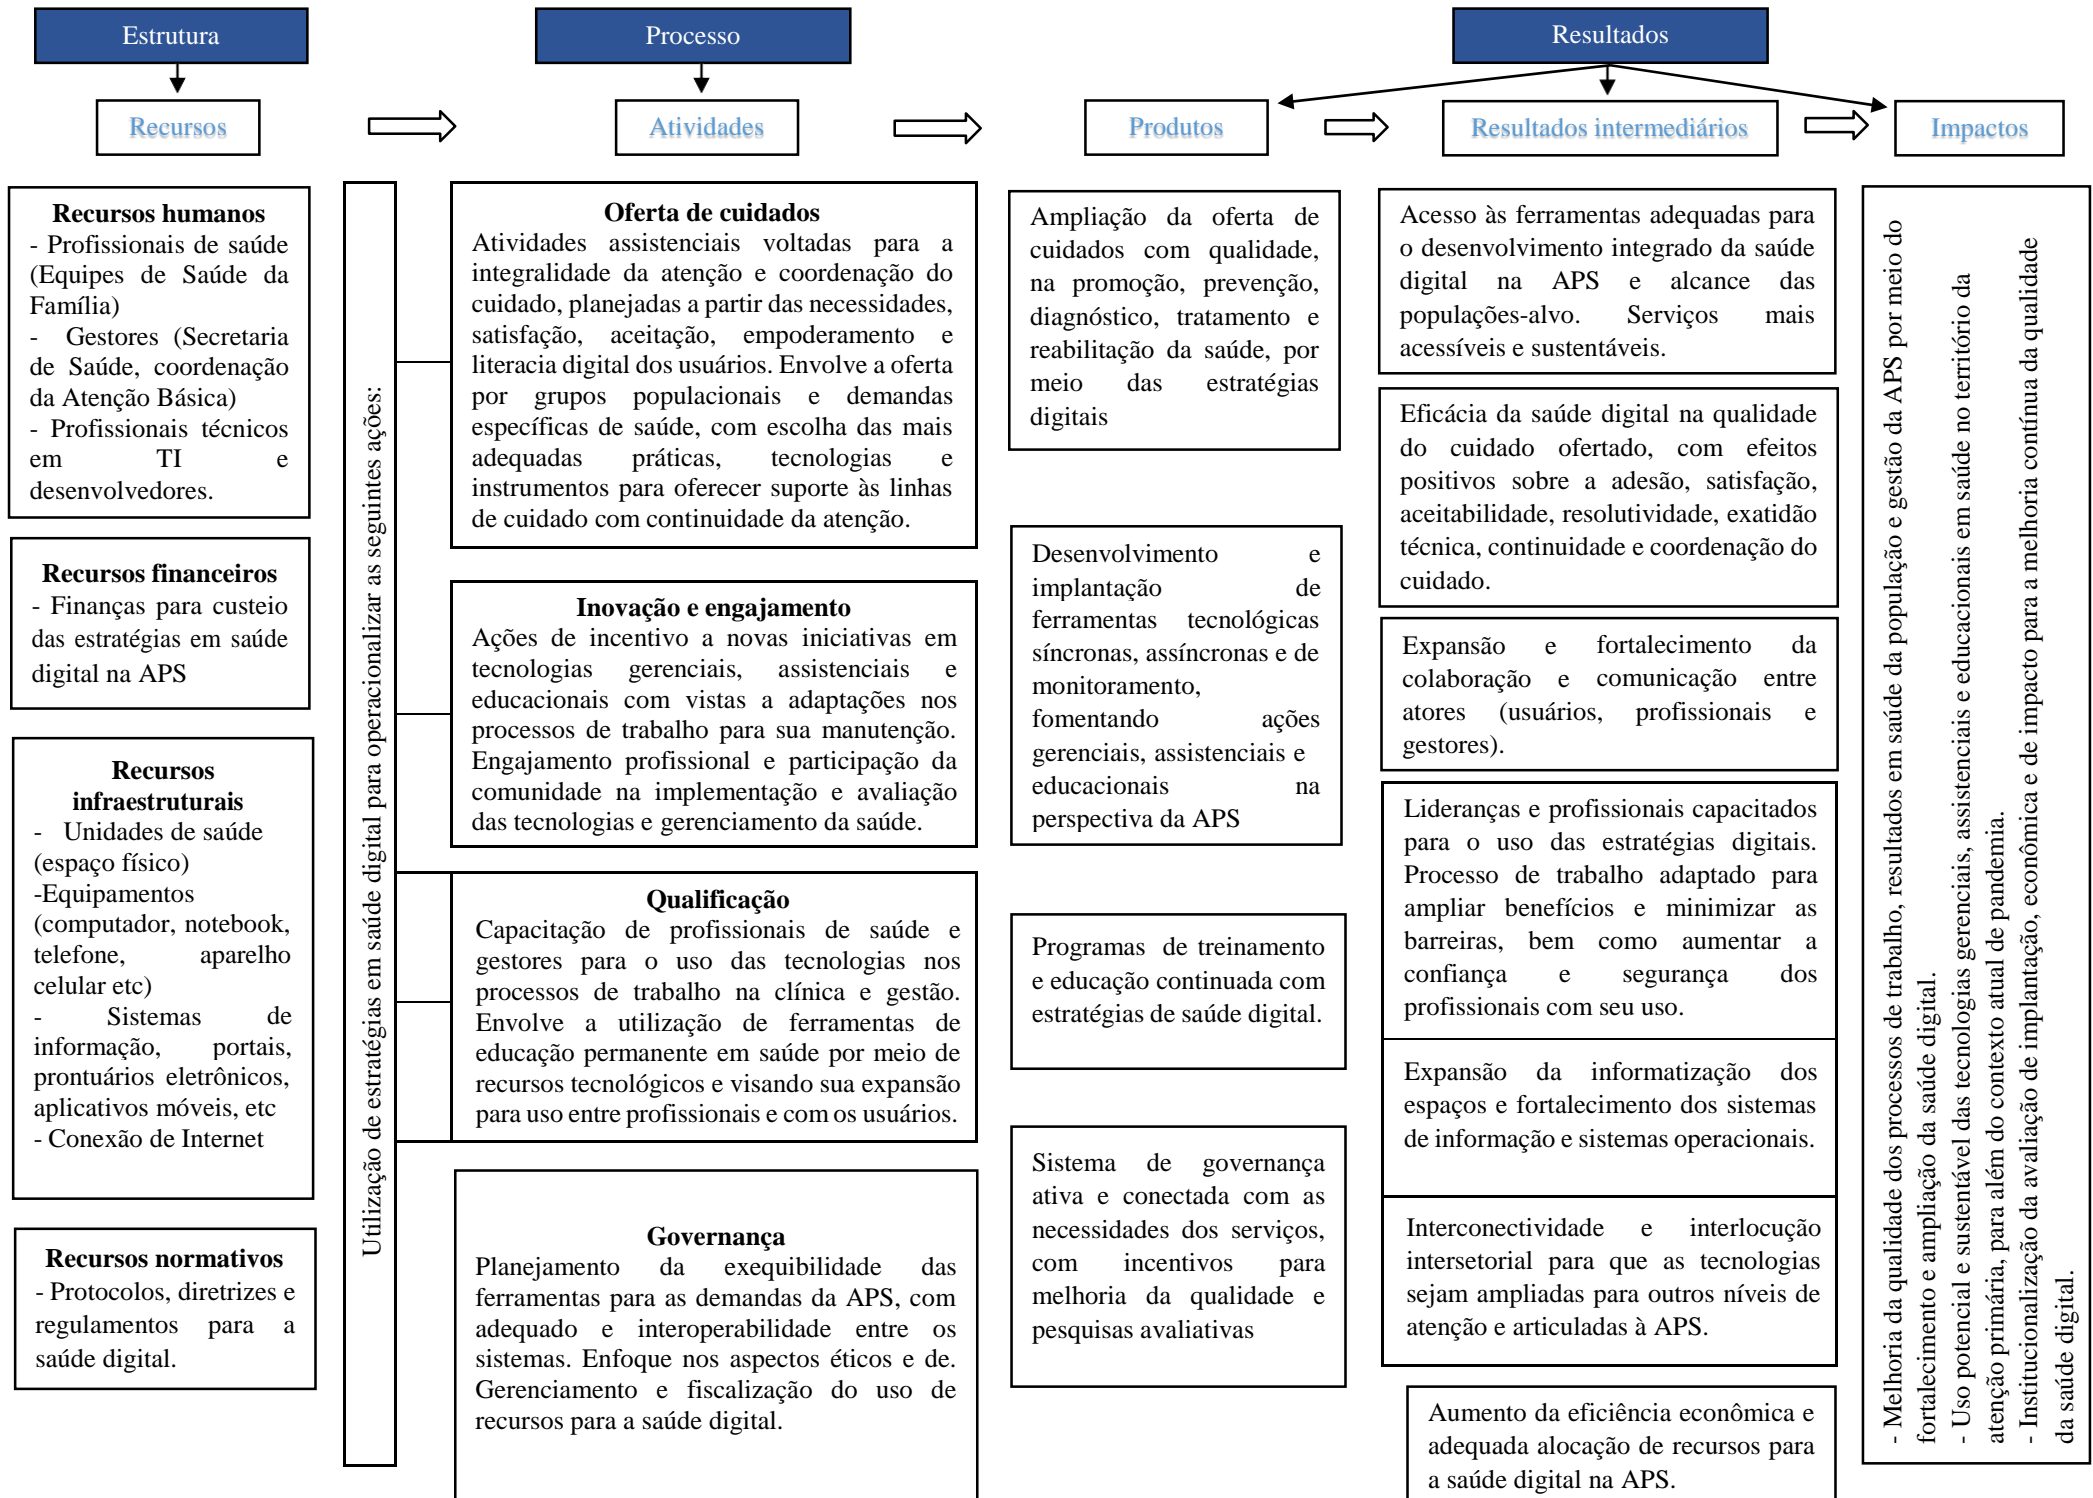 Estrutura
Processo
Resultados
Recursos
Atividades
Produtos
Resultados intermediários
Impactos
Recursos humanos
- Profissionais de saúde
(Equipes de Saúde da
Família)
- Gestores (Secretaria
de Saúde, coordenação
da Atenção Básica)
- Profissionais técnicos
em TI e
desenvolvedores.
Recursos financeiros
- Finanças para custeio
das estratégias em saúde
digital na APS
Recursos
infraestruturais
- Unidades de saúde
(espaço físico)
-Equipamentos
(computador, notebook,
telefone, aparelho
celular etc)
- Sistemas de
informação, portais,
prontuários eletrônicos,
aplicativos móveis, etc
- Conexão de Internet
Recursos normativos
- Protocolos, diretrizes e
regulamentos para a
saúde digital.
Utilização de estratégias em saúde digital para operacionalizar as seguintes ações:
Oferta de cuidados
Atividades assistenciais voltadas para a
integralidade da atenção e coordenação do
cuidado, planejadas a partir das necessidades,
satisfação, aceitação, empoderamento e
literacia digital dos usuários. Envolve a oferta
por grupos populacionais e demandas
específicas de saúde, com escolha das mais
adequadas práticas, tecnologias e
instrumentos para oferecer suporte às linhas
de cuidado com continuidade da atenção.
Inovação e engajamento
Ações de incentivo a novas iniciativas em
tecnologias gerenciais, assistenciais e
educacionais com vistas a adaptações nos
processos de trabalho para sua manutenção.
Engajamento profissional e participação da
comunidade na implementação e avaliação
das tecnologias e gerenciamento da saúde.
Qualificação
Capacitação de profissionais de saúde e
gestores para o uso das tecnologias nos
processos de trabalho na clínica e gestão.
Envolve a utilização de ferramentas de
educação permanente em saúde por meio de
recursos tecnológicos e visando sua expansão
para uso entre profissionais e com os usuários.
Governança
Planejamento da exequibilidade das
ferramentas para as demandas da APS, com
adequado e interoperabilidade entre os
sistemas. Enfoque nos aspectos éticos e de.
Gerenciamento e fiscalização do uso de
recursos para a saúde digital.
Ampliação da oferta de
cuidados com qualidade,
na promoção, prevenção,
diagnóstico, tratamento e
reabilitação da saúde, por
meio das estratégias
digitais
Desenvolvimento e
implantação de
ferramentas tecnológicas
síncronas, assíncronas e de
monitoramento,
fomentando ações
gerenciais, assistenciais e
educacionais na
perspectiva da APS
Programas de treinamento
e educação continuada com
estratégias de saúde digital.
Sistema de governança
ativa e conectada com as
necessidades dos serviços,
com incentivos para
melhoria da qualidade e
pesquisas avaliativas
Acesso às ferramentas adequadas para
o desenvolvimento integrado da saúde
digital na APS e alcance das
populações-alvo. Serviços mais
acessíveis e sustentáveis.
Eficácia da saúde digital na qualidade
do cuidado ofertado, com efeitos
positivos sobre a adesão, satisfação,
aceitabilidade, resolutividade, exatidão
técnica, continuidade e coordenação do
cuidado.
Expansão e fortalecimento da
colaboração e comunicação entre
atores (usuários, profissionais e
gestores).
Lideranças e profissionais capacitados
para o uso das estratégias digitais.
Processo de trabalho adaptado para
ampliar benefícios e minimizar as
barreiras, bem como aumentar a
confiança e segurança dos
profissionais com seu uso.
Expansão da informatização dos
espaços e fortalecimento dos sistemas
de informação e sistemas operacionais.
Interconectividade e interlocução
intersetorial para que as tecnologias
sejam ampliadas para outros níveis de
atenção e articuladas à APS.
Aumento da eficiência econômica e
adequada alocação de recursos para
a saúde digital na APS.
- Melhoria da qualidade dos processos de trabalho, resultados em saúde da população e gestão da APS por meio do
fortalecimento e ampliação da saúde digital.
- Uso potencial e sustentável das tecnologias gerenciais, assistenciais e educacionais em saúde no território da
atenção primária, para além do contexto atual de pandemia.
- Institucionalização da avaliação de implantação, econômica e de impacto para a melhoria contínua da qualidade
da saúde digital.